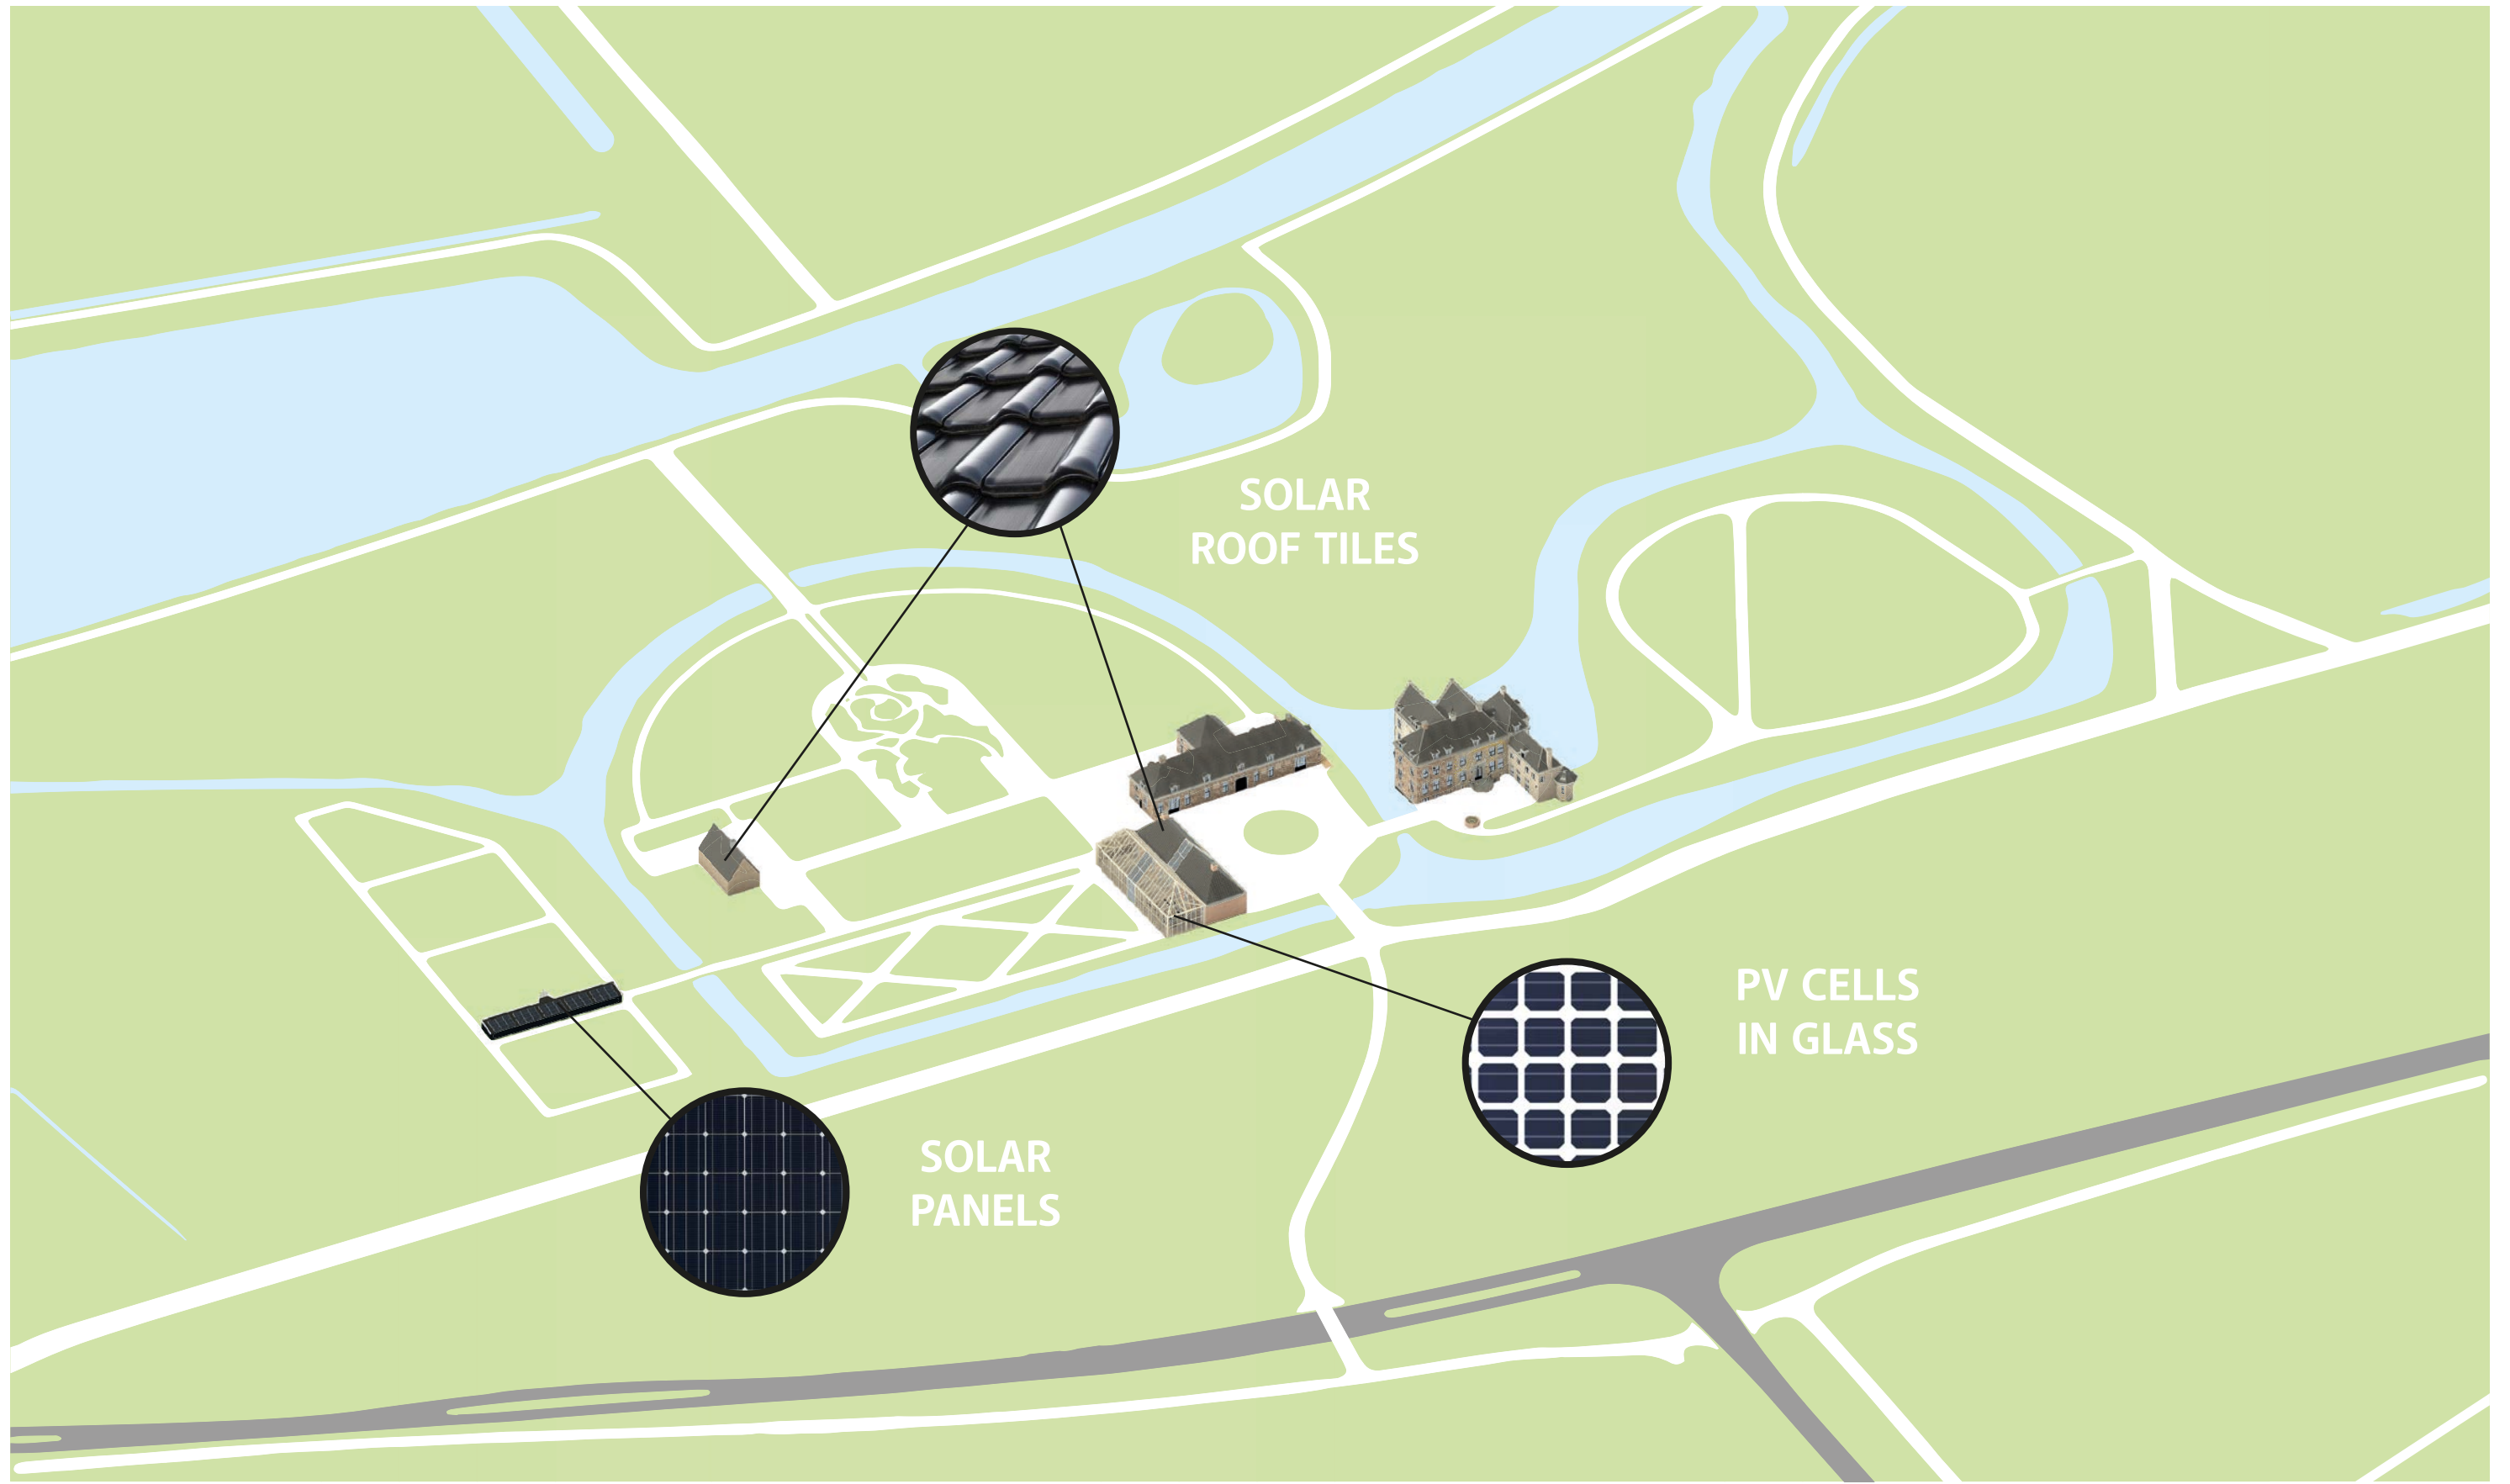 SOLAR
ROOF TILES
PV CELLS
IN GLASS
SOLAR
PANELS